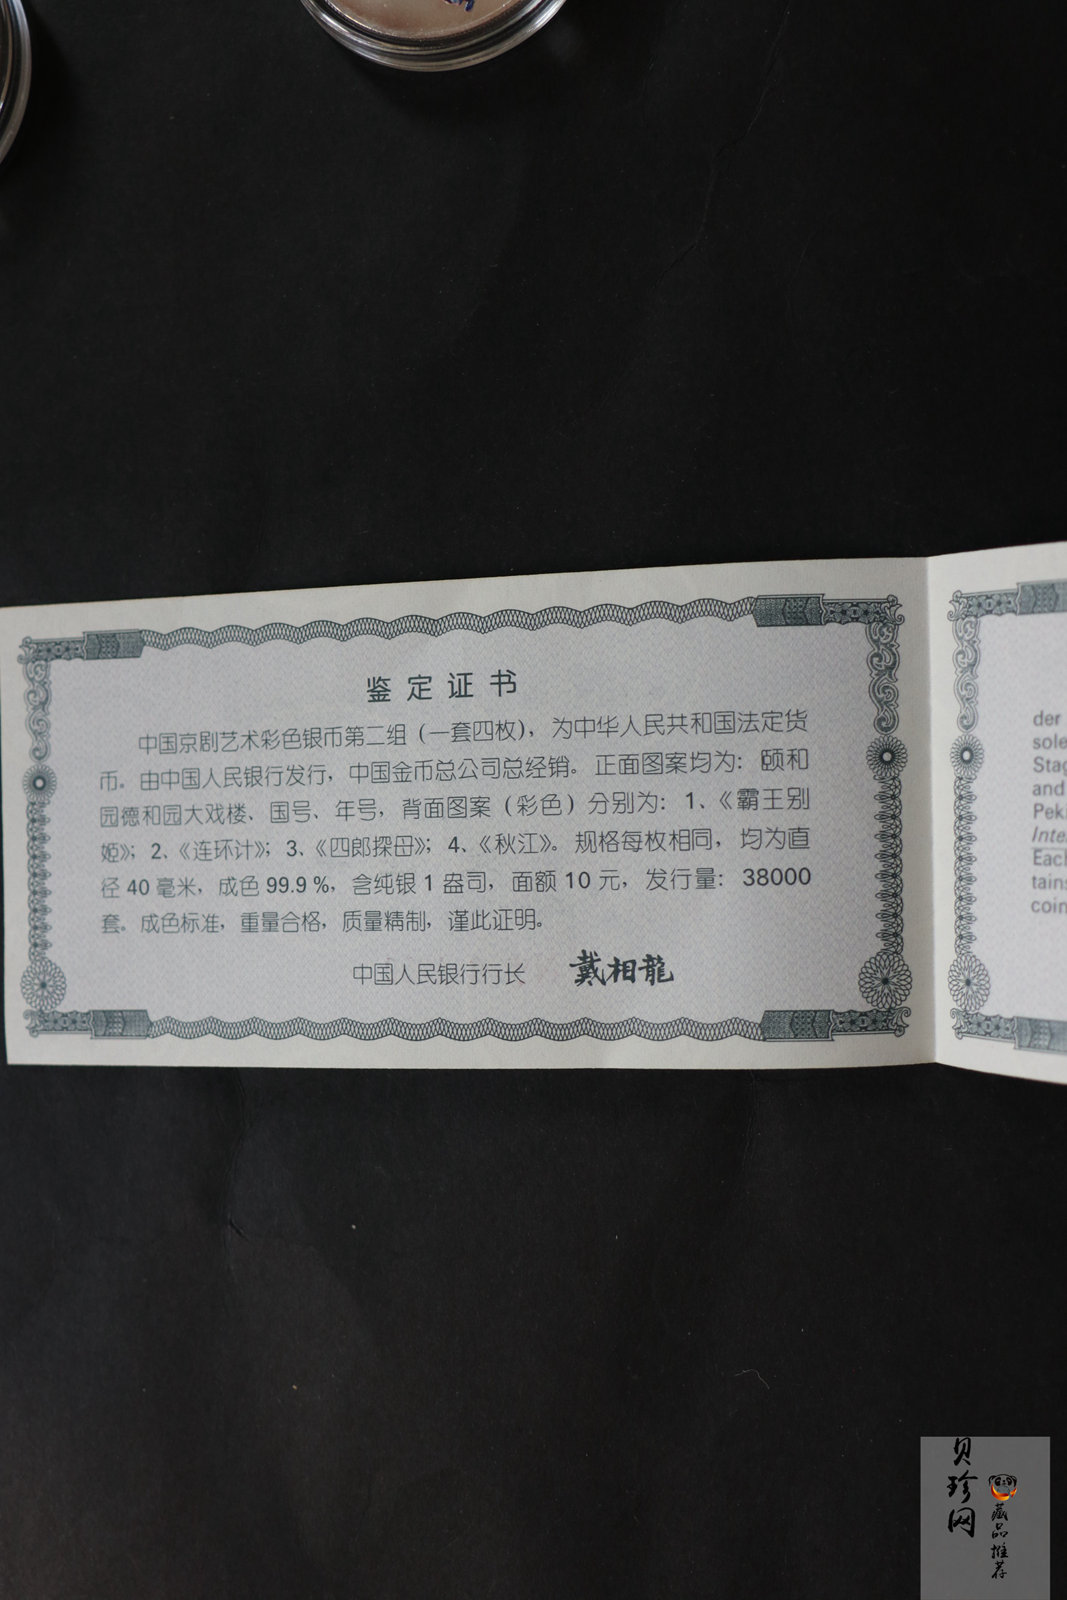 鉴定证书
中国京剧艺术彩色银币第二组（一套四枚），为中华人民共和国法定货
币。由中国人民银行发行，中国金币总公司总经销。正面图案均为：颐和
园德和园大戏楼、国号、年号，背面图案（彩色）分别为：1、《霸王别
姬》；2、《连环计》；3、《四郎探母》；4、《秋江》。规格每枚相同，均为直
径40毫米，成色99.9%，含纯银1盎司，面额10元，发行量：38000
套。成色标准，重量合格，质量精制，谨此证明。
中国人民银行行长 戴相龍
der
sole
Stag
and
Pek
Inte
Each
tains
coin
贝珍网
藏品推荐